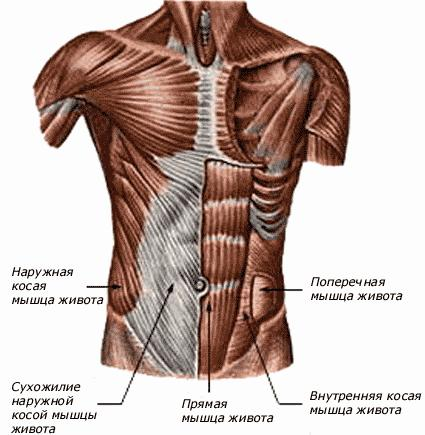 Наружная
косая
мышца живота
Поперечная
мышца живота
Сухожилие
наружной
косой мышцы
живота
Прямая
мышца живота
Внутренняя косая
мышца живота